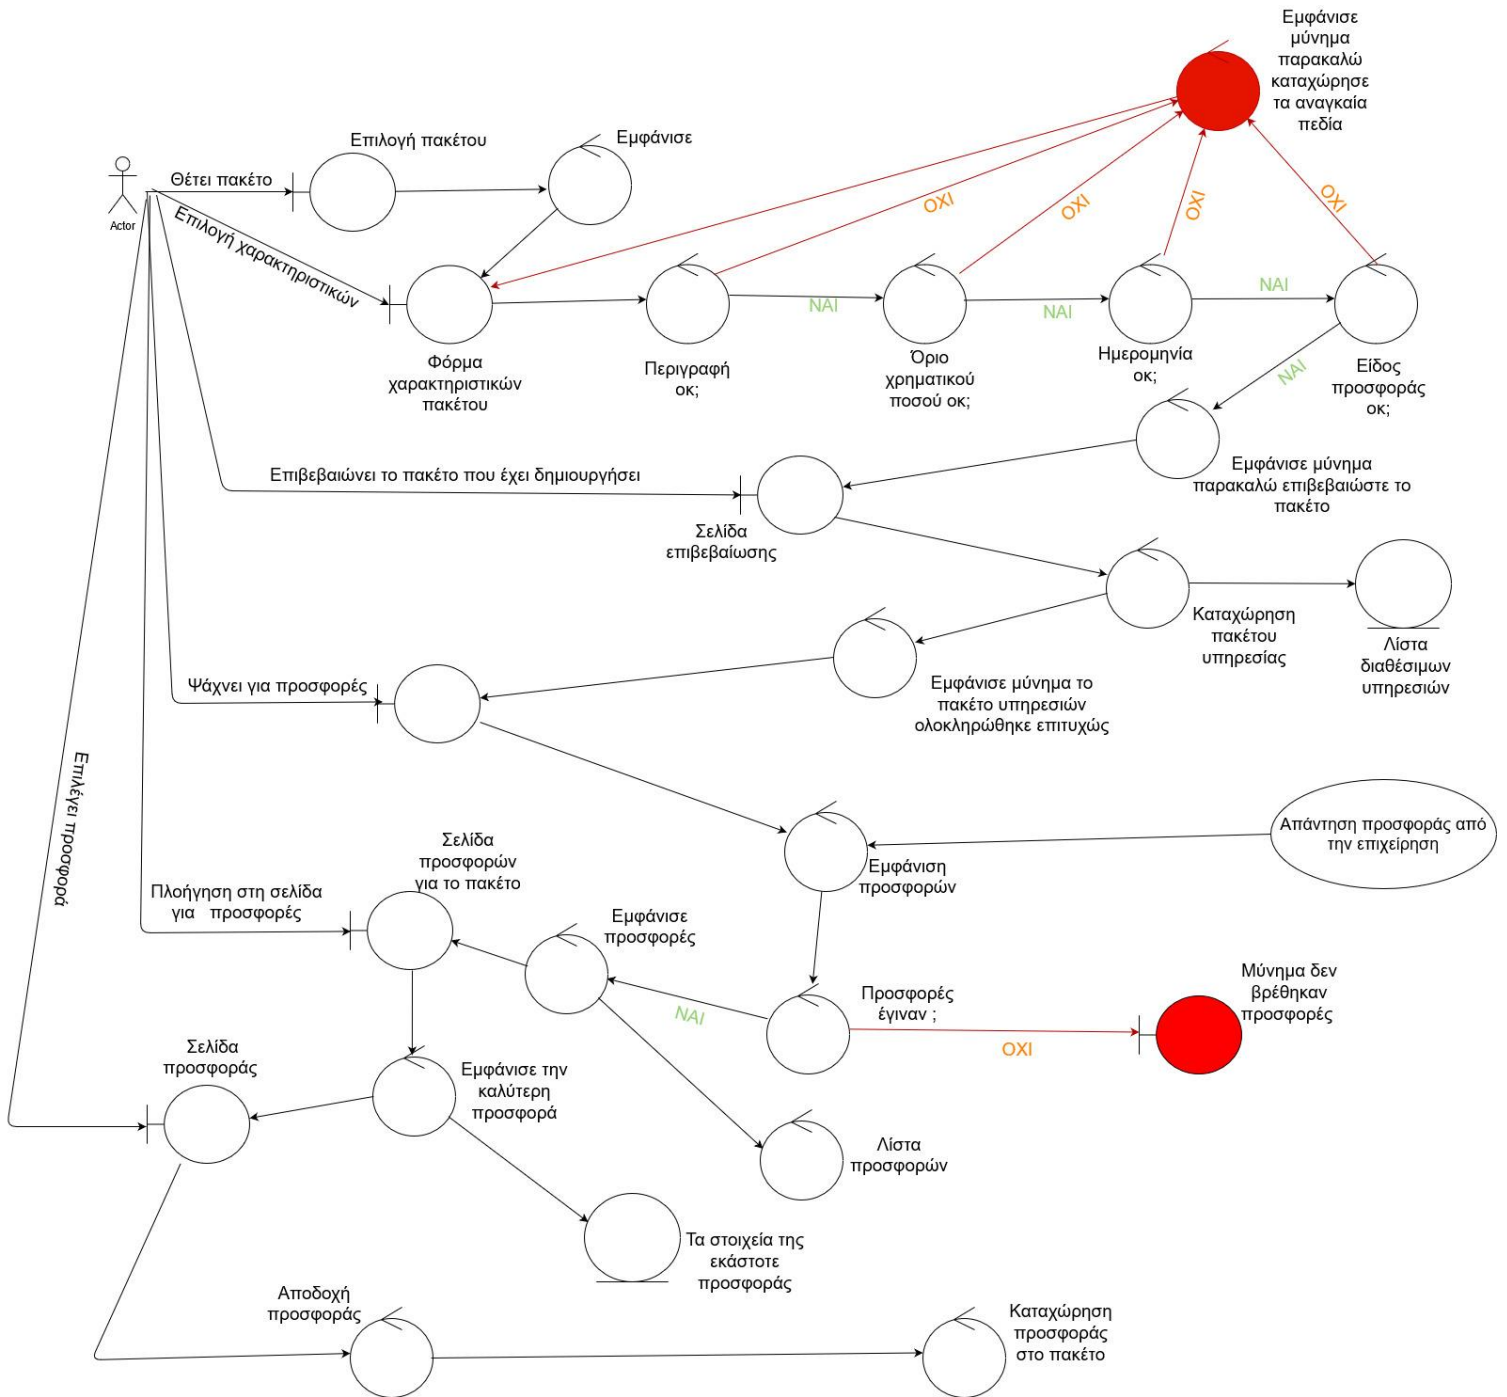 Εμφάνισε
μύνημα
παρακαλώ
καταχώρησε
τα αναγκαία
πεδία
Επιλογή πακέτου
Εμφάνισε
Θέτει πακέτο
Actor
Επιλογή χαρακτηριστικών
ΟΧΙ
ΟΧΙ
ΟΧΙ
ΟΧΙ
ΝΑΙ
ΝΑΙ
ΝΑΙ
Φόρμα
χαρακτηριστικών
πακέτου
Περιγραφή
οκ;
Όριο
χρηματικού
ποσού οκ;
Ημερομηνία
οκ;
Είδος
προσφοράς
οκ;
ΝΑΙ
Επιβεβαιώνει το πακέτο που έχει δημιουργήσει
Εμφάνισε μύνημα
παρακαλώ επιβεβαιώστε το
πακέτο
Σελίδα
επιβεβαίωσης
Καταχώρηση
πακέτου
υπηρεσίας
Λίστα
διαθέσιμων
υπηρεσιών
Ψάχνει για προσφορές
Εμφάνισε μύνημα το
πακέτο υπηρεσιών
ολοκληρώθηκε επιτυχώς
Επιλέγει προσφορά
Απάντηση προσφοράς από
την επιχείρηση
Εμφάνιση
προσφορών
Σελίδα
προσφορών
για το πακέτο
Πλοήγηση στη σελίδα
για προσφορές
Εμφάνισε
προσφορές
ΝΑΙ
Προσφορές
έγιναν ;
ΟΧΙ
Μύνημα δεν
βρέθηκαν
προσφορές
Σελίδα
προσφοράς
Εμφάνισε την
καλύτερη
προσφορά
Λίστα
προσφορών
Τα στοιχεία της
εκάστοτε
προσφοράς
Αποδοχή
προσφοράς
Καταχώρηση
προσφοράς
στο πακέτο